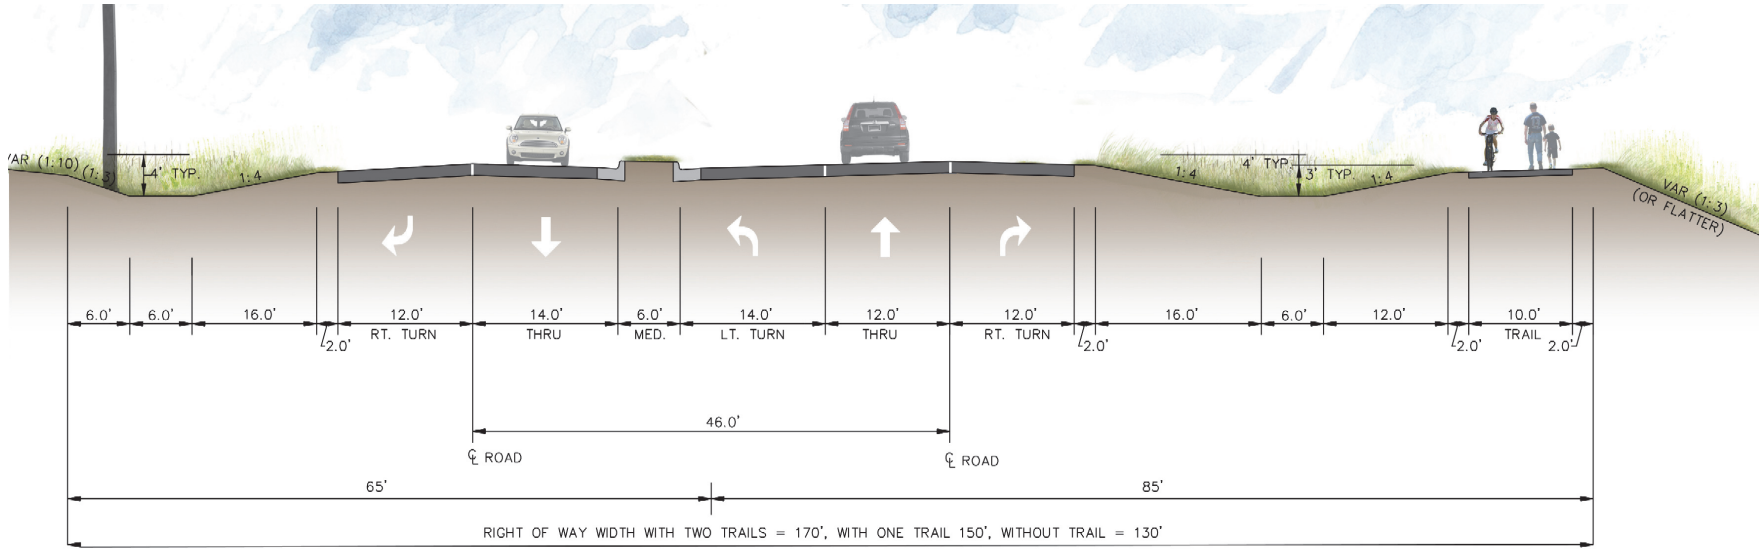 VAR (1:10)
(1:3)
4' TYP.
1:4
1:4
4' TYP.
3' TYP.
1:4
VAR (1:3)
(OR FLATTER)
6.0'
6.0'
16.0'
2.0'
12.0'
RT. TURN
14.0'
THRU
6.0'
MED.
14.0'
LT. TURN
12.0'
THRU
12.0'
RT. TURN
2.0'
16.0'
6.0'
12.0'
2.0'
10.0'
TRAIL
2.0'
46.0'
℄ ROAD
℄ ROAD
65'
85'
RIGHT OF WAY WIDTH WITH TWO TRAILS = 170', WITH ONE TRAIL 150', WITHOUT TRAIL = 130'